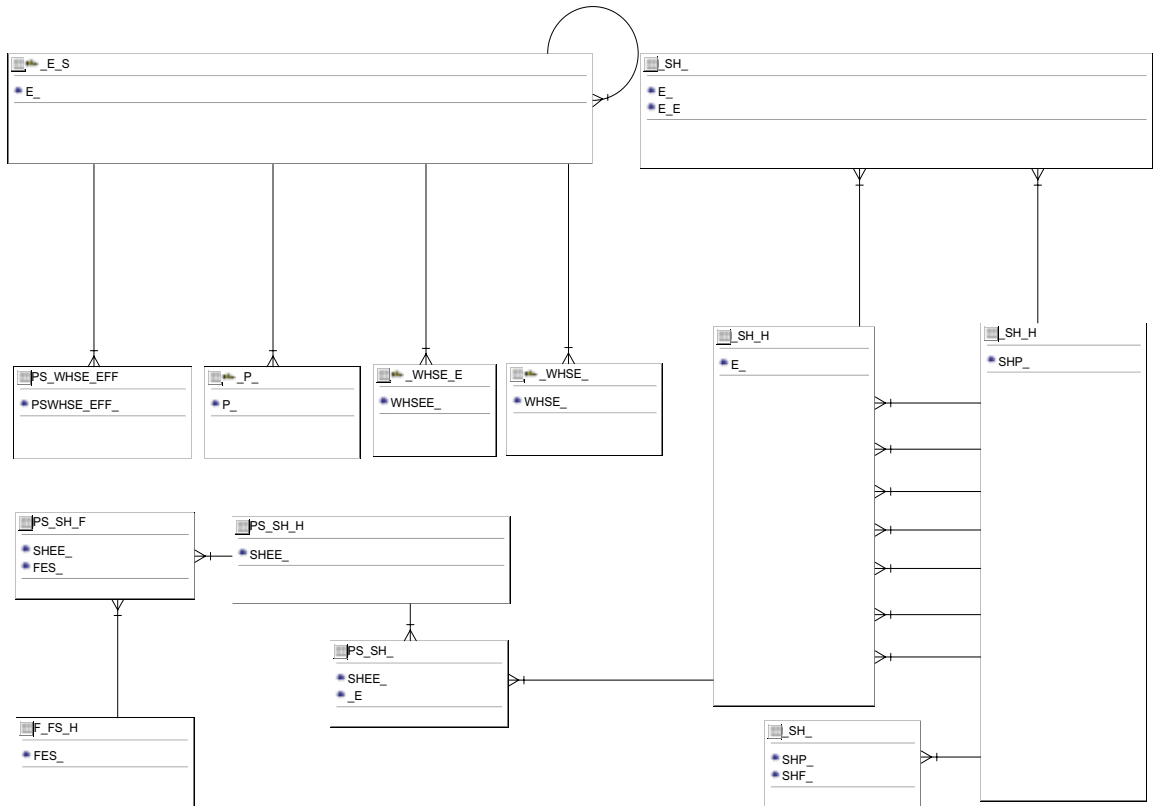 _E_S
E_
_SH_
E_
E_E
PS_WHSE_EFF
PSWHSE_EFF_
_P_
P_
_WHSE_E
WHSEE_
_WHSE_
WHSE_
_SH_H
E_
_SH_H
SHP_
PS_SH_F
SHEE_
FES_
PS_SH_H
SHEE_
PS_SH_
SHEE_
_E
F_FS_H
FES_
_SH_
SHP_
SHF_